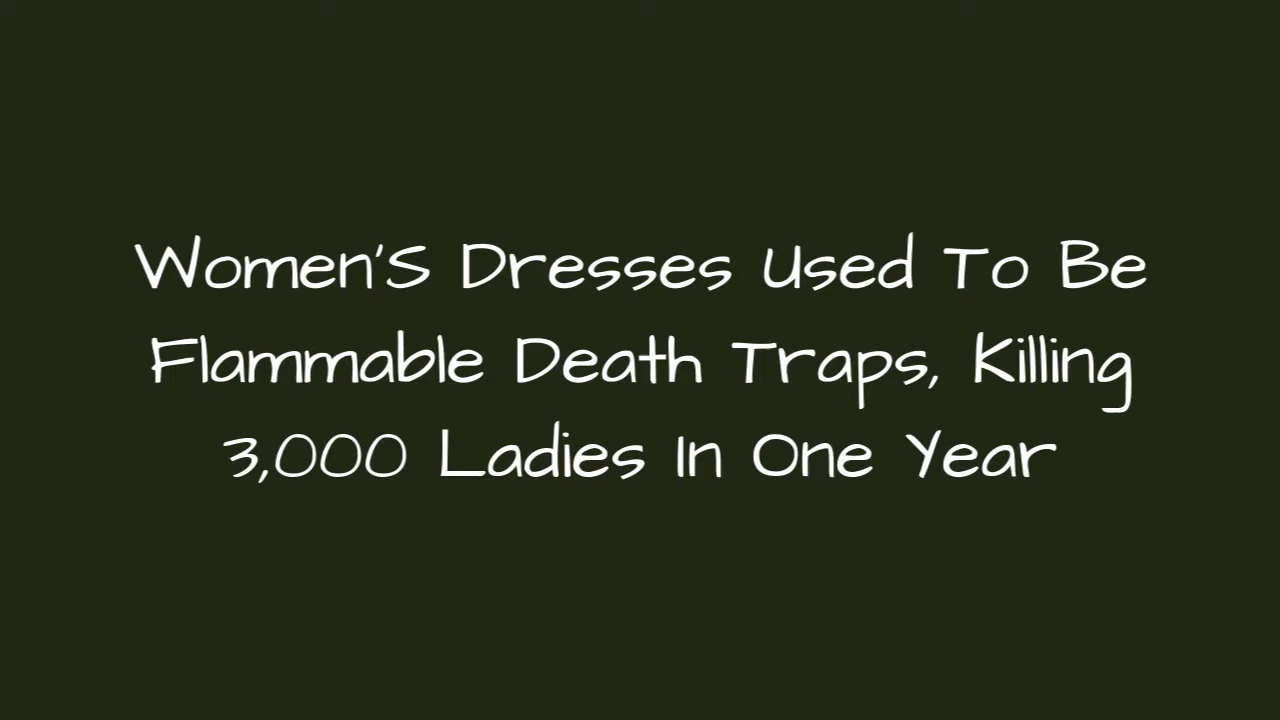 Women'S Dresses Used To Be
Flammable Death Traps, Killing
3,000 Ladies In One Year